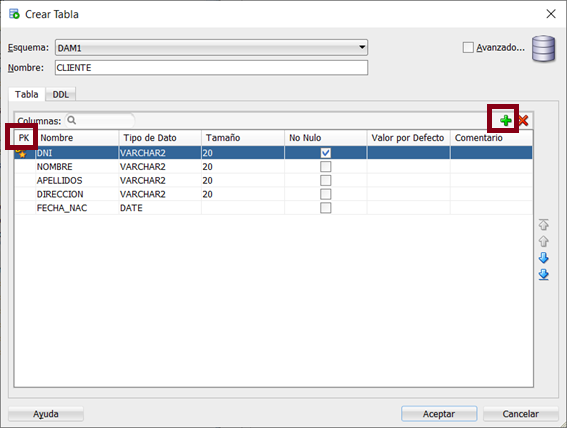 Crear Tabla
Esquema: DAM1
Avanzado...
Nombre: CLIENTE
Tabla DDL
Columnas:
PK Nombre Tipo de Dato Tamaño No Nulo Valor por Defecto Comentario
DNI VARCHAR2 20
NOMBRE VARCHAR2 20
APELLIDOS VARCHAR2 20
DIRECCION VARCHAR2 20
FECHA_NAC DATE
Ayuda Aceptar Cancelar